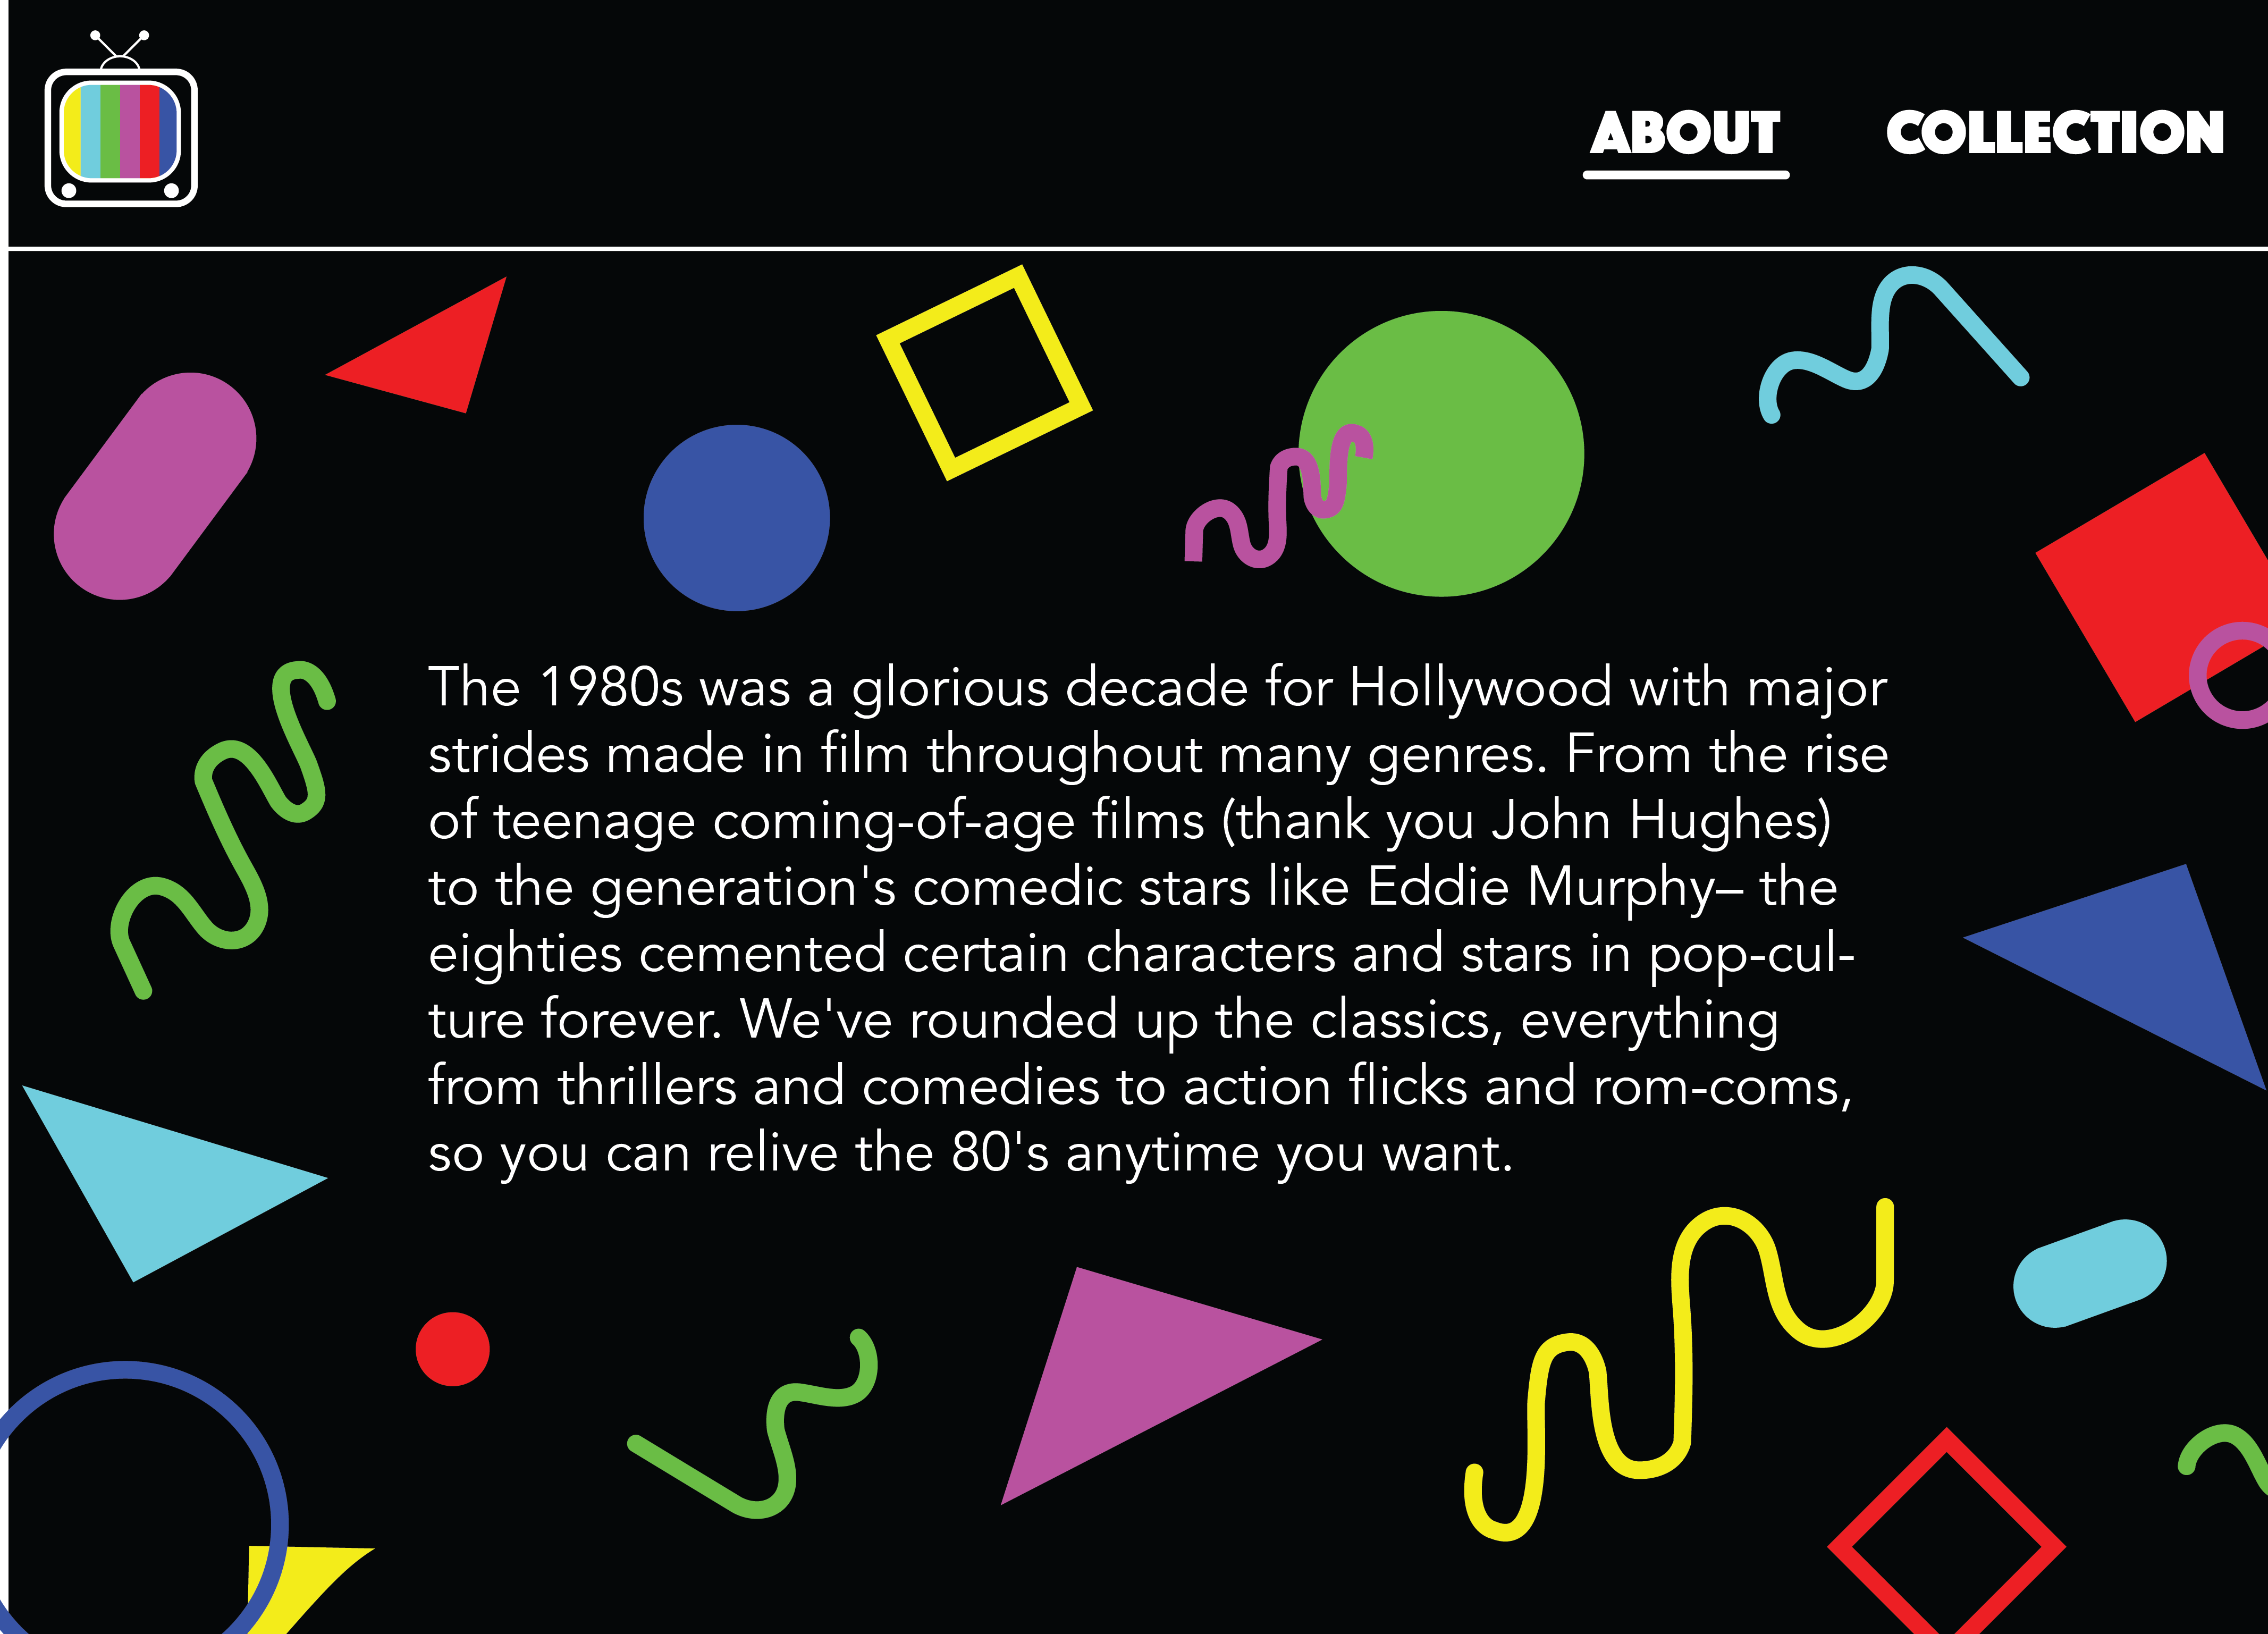 ABOUT COLLECTION
The 1980s was a glorious decade for Hollywood with major
strides made in film throughout many genres. From the rise
of teenage coming-of-age films (thank you John Hughes)
to the generation's comedic stars like Eddie Murphy– the
eighties cemented certain characters and stars in pop-cul-
ture forever. We've rounded up the classics, everything
from thrillers and comedies to action flicks and rom-coms,
so you can relive the 80's anytime you want.